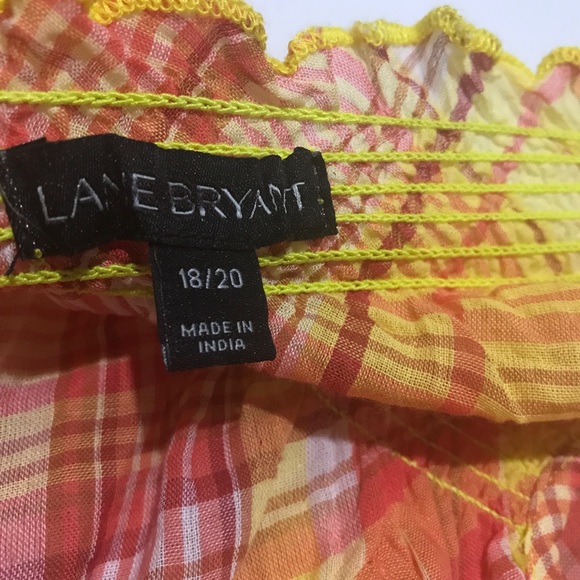 LANE BRYANT
18/20
MADE IN
INDIA